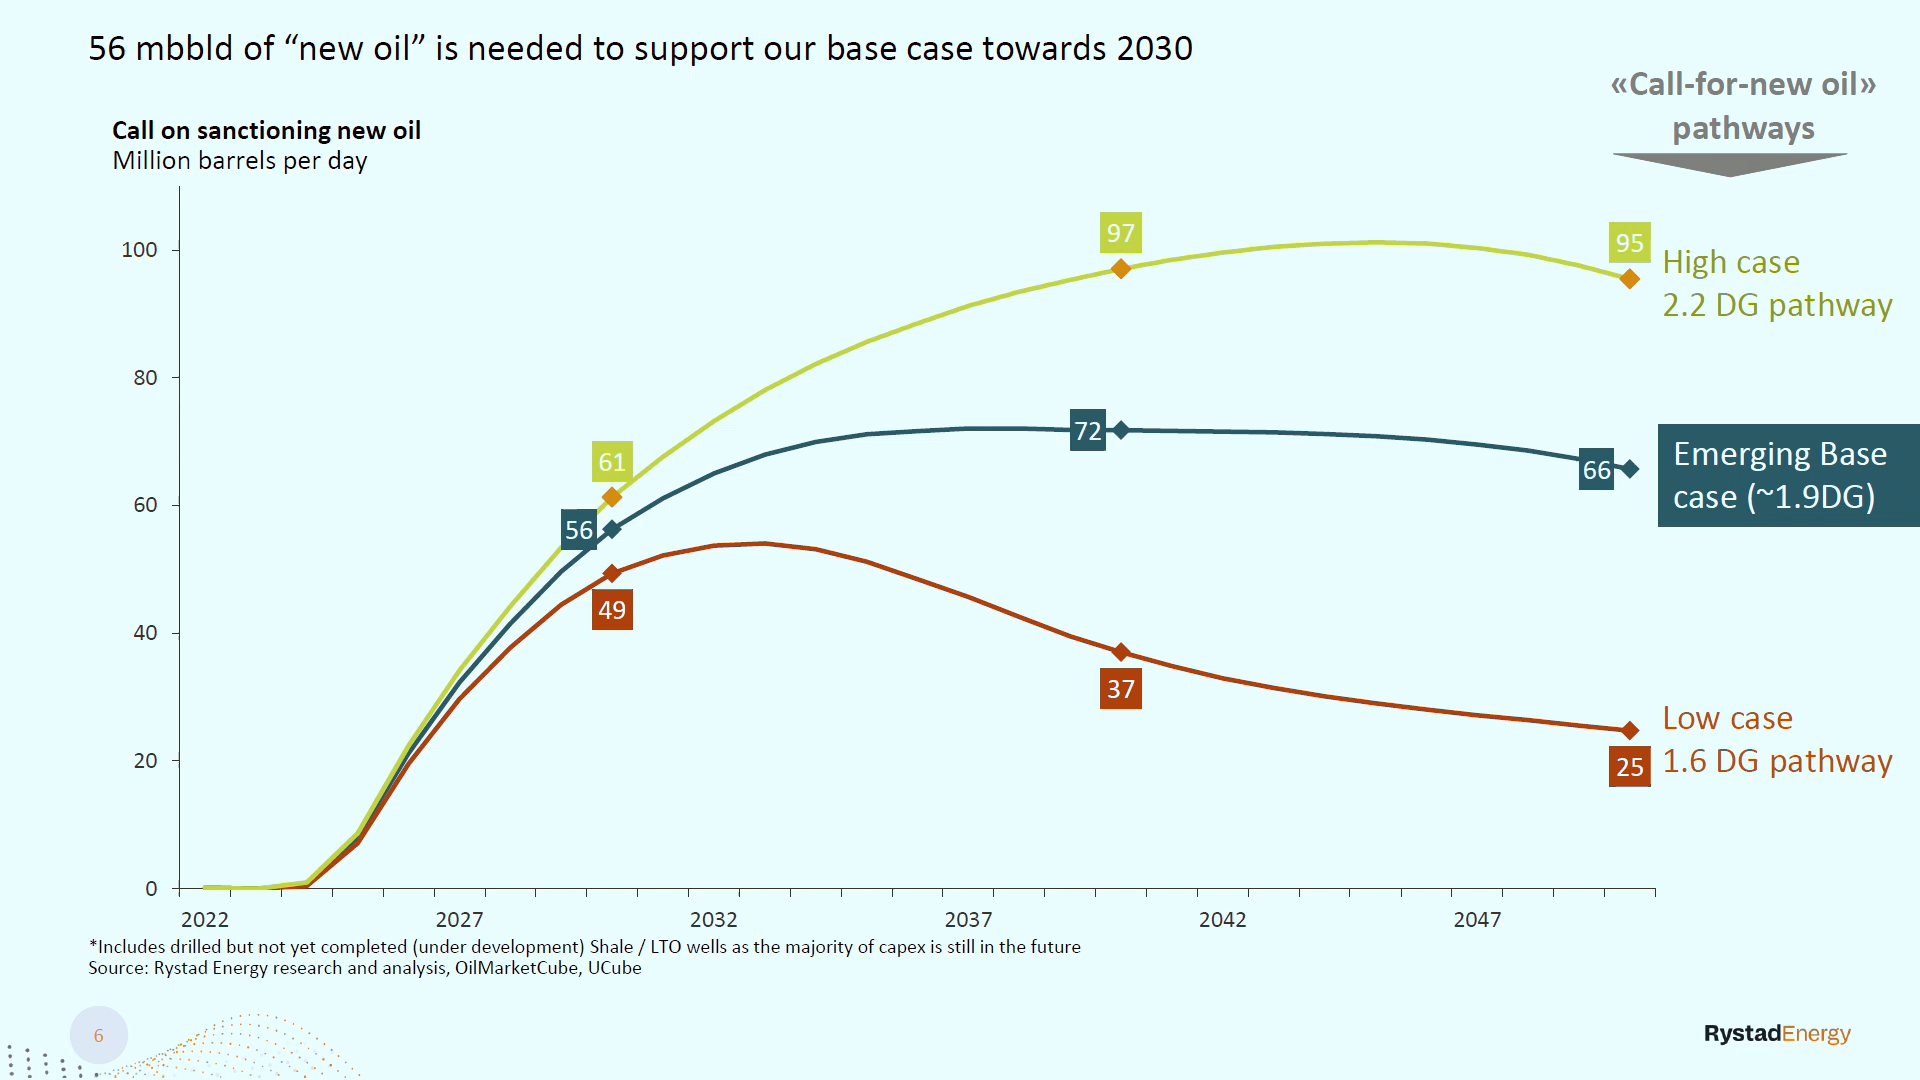 56 mbbld of “new oil” is needed to support our base case towards 2030
«Call-for-new oil»
pathways
Call on sanctioning new oil
Million barrels per day
100
80
60
40
20
0
97
95
61
72
66
56
49
37
25
High case
2.2 DG pathway
Emerging Base
case (~1.9DG)
Low case
1.6 DG pathway
2022
2027
2032
2037
2042
2047
*Includes drilled but not yet completed (under development) Shale / LTO wells as the majority of capex is still in the future
Source: Rystad Energy research and analysis, OilMarketCube, UCube
6
RystadEnergy